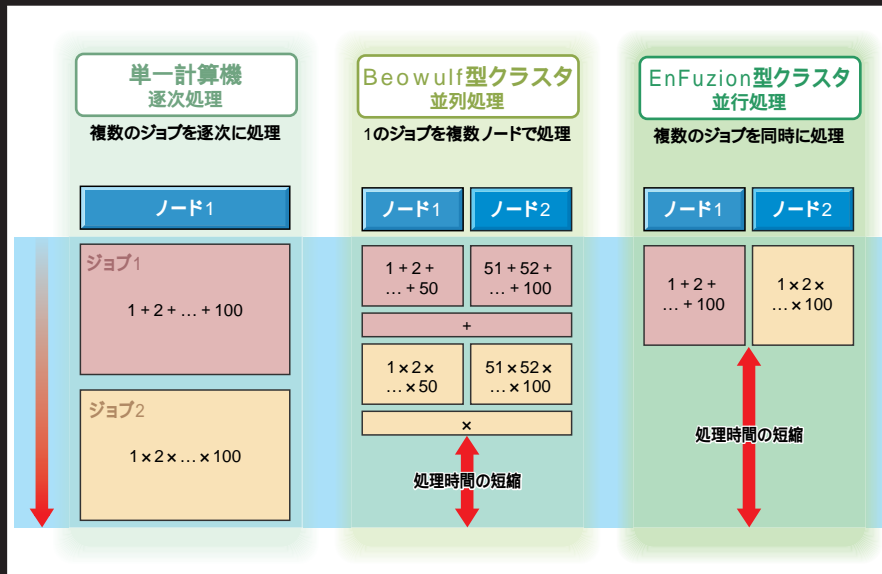 単一計算機
逐次処理
複数のジョブを逐次に処理
ノード1
ジョブ1
1+2+…+100
ジョブ2
1×2×…×100
Beowulf型クラスタ
並列処理
1のジョブを複数ノードで処理
ノード1
ノード2
1+2+
…+50
51+52+
…+100
+
1×2×
…×50
51×52×
…×100
×
処理時間の短縮
EnFuzion型クラスタ
並行処理
複数のジョブを同時に処理
ノード1
ノード2
1+2+
…+100
1×2×
…×100
処理時間の短縮